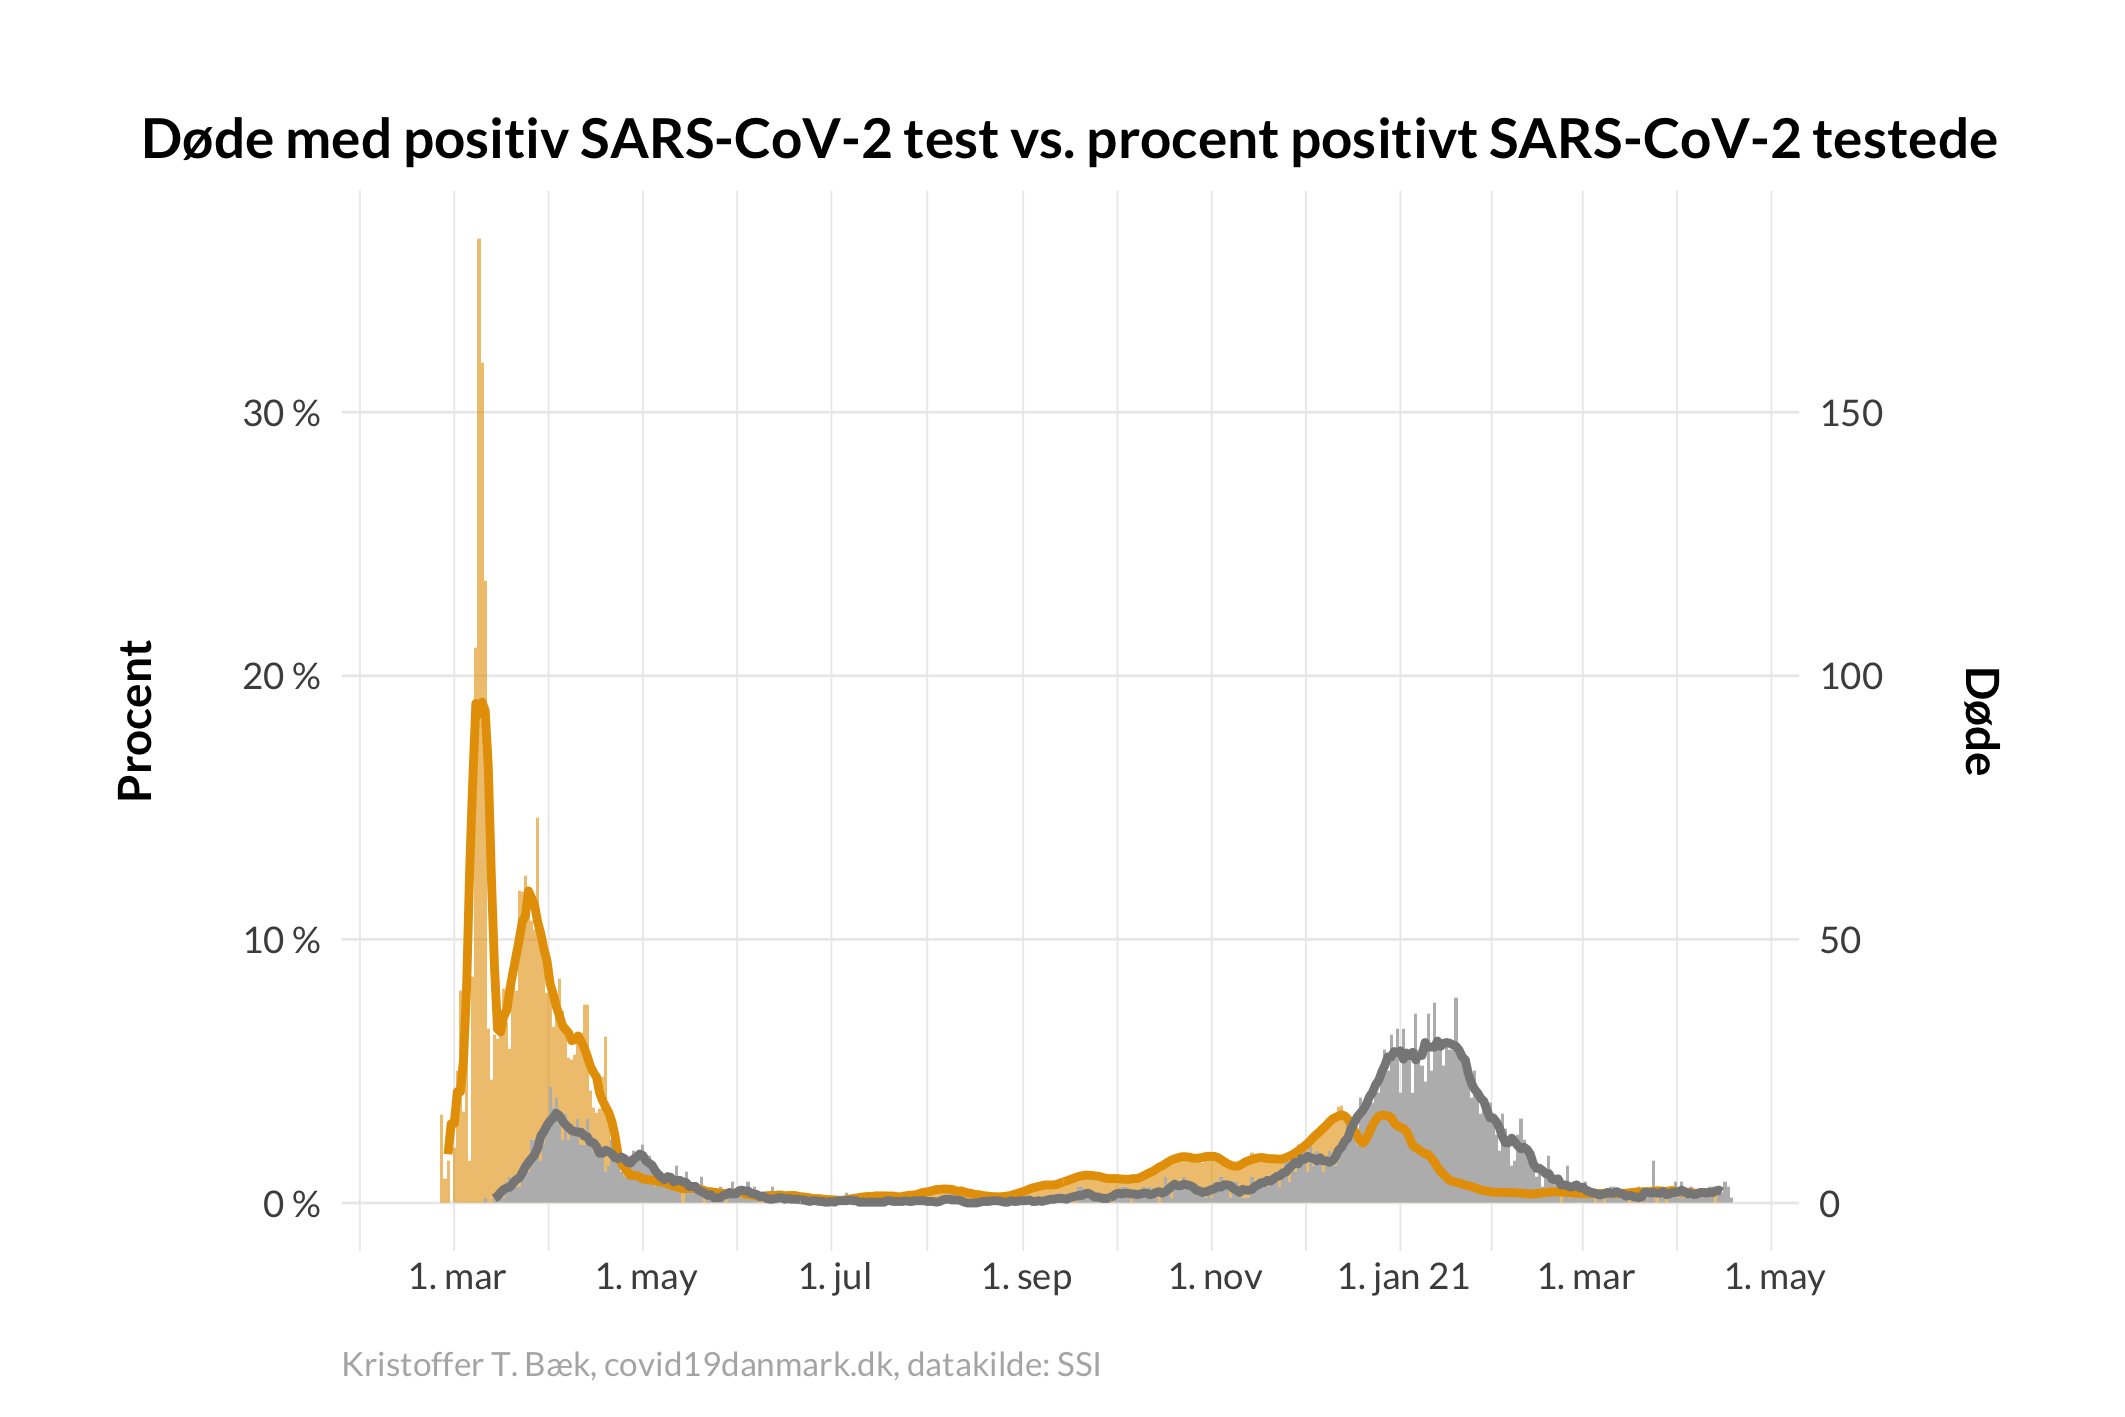 Døde med positiv SARS-CoV-2 test vs. procent positivt SARS-CoV-2 testede
30 %
150
20 %
100
Procent
Døde
10 %
50
0 %
0
1. mar
1. may
1. jul
1. sep
1. nov
1. jan 21
1. mar
1. may
Kristoffer T. Bæk, covid19danmark.dk, datakilde: SSI